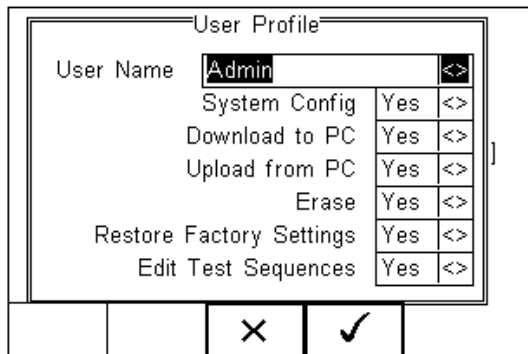 User Profile
User Name Admin <>
System Config Yes <>
Download to PC Yes <>
Upload from PC Yes <>
Erase Yes <>
Restore Factory Settings Yes <>
Edit Test Sequences Yes <>
]